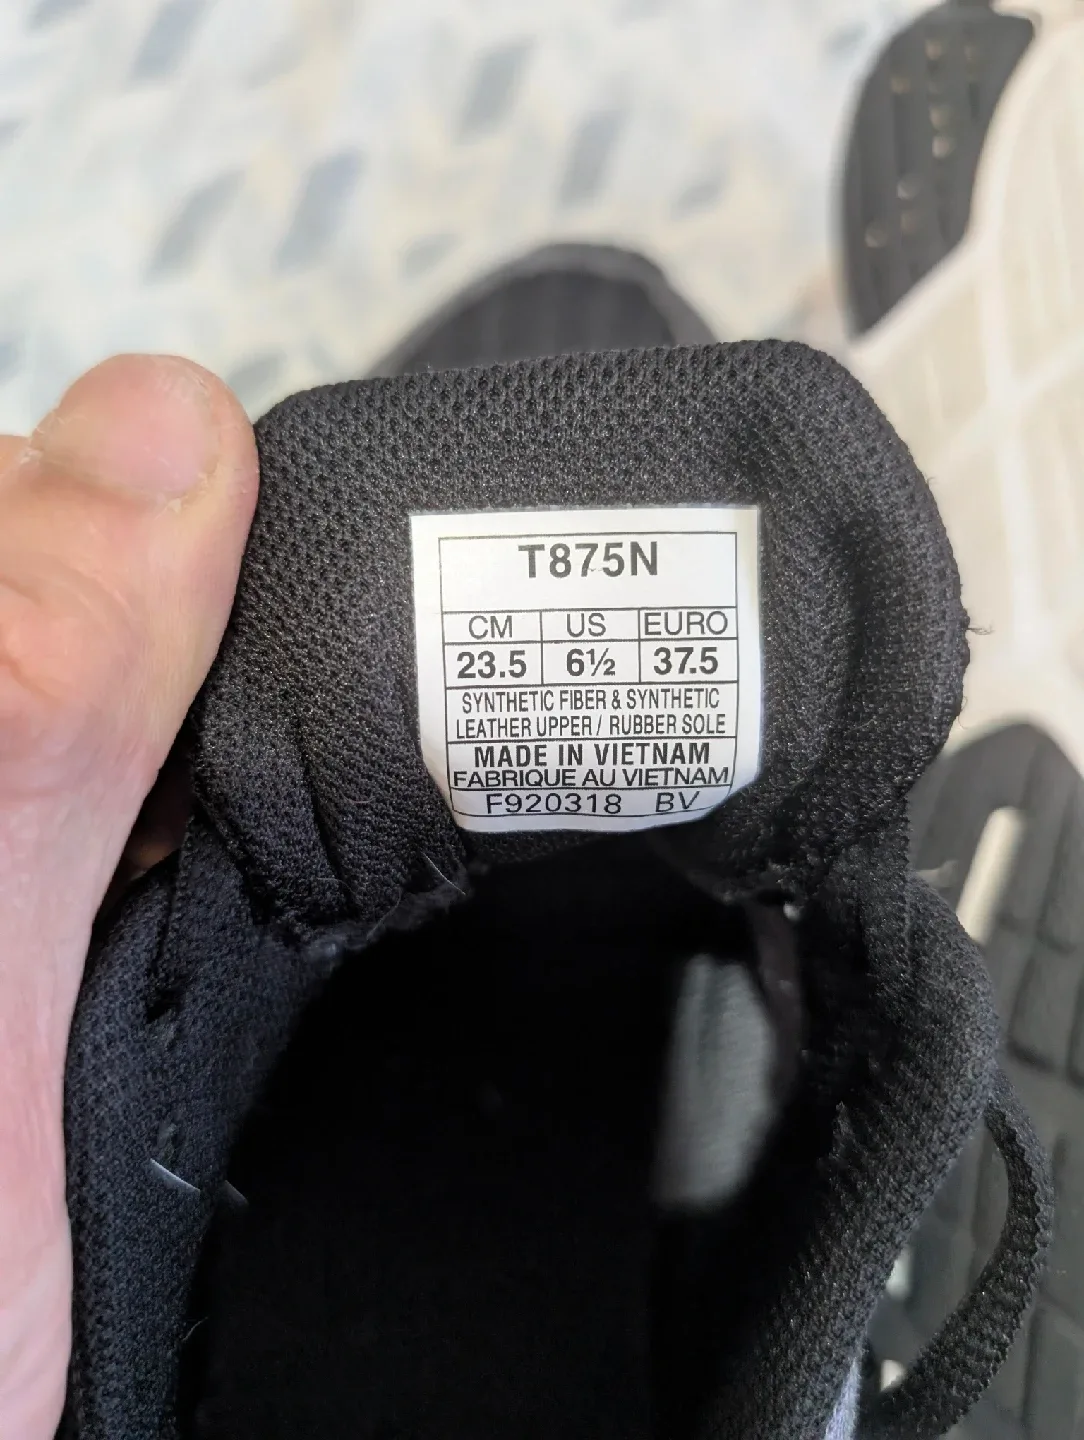 T875N
CM US EURO
23.5 6½ 37.5
SYNTHETIC FIBER & SYNTHETIC
LEATHER UPPER / RUBBER SOLE
MADE IN VIETNAM
FABRIQUE AU VIETNAM
F920318 BV